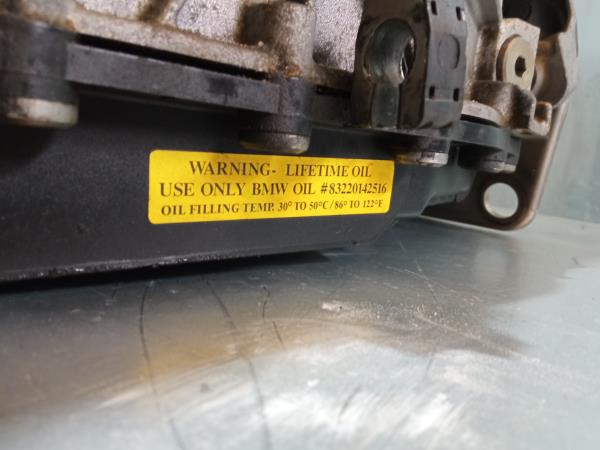 WARNING- LIFETIME OIL
USE ONLY BMW OIL #83220142516
OIL FILLING TEMP. 30° TO 50°C/86° TO 122°F